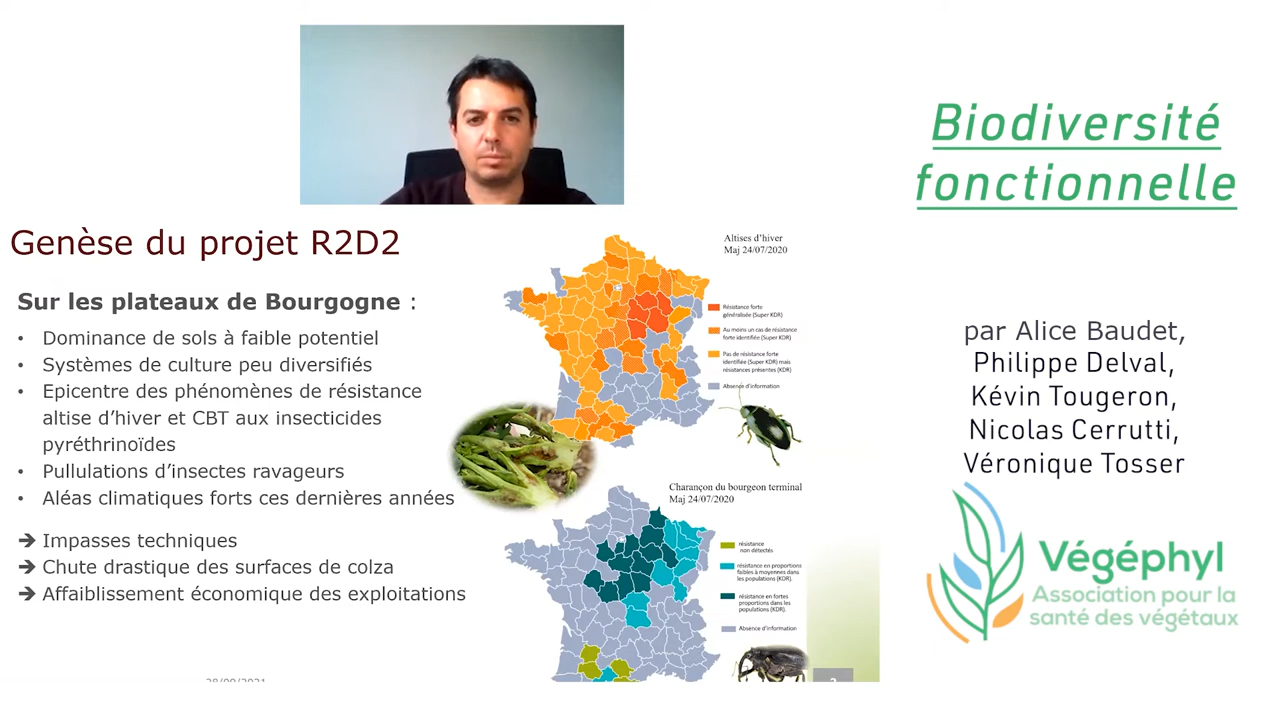 Biodiversité
fonctionnelle
Genèse du projet R2D2
Sur les plateaux de Bourgogne :
• Dominance de sols à faible potentiel
• Systèmes de culture peu diversifiés
• Epicentre des phénomènes de résistance
altise d’hiver et CBT aux insecticides
pyréthrinoïdes
• Pullulations d’insectes ravageurs
• Aléas climatiques forts ces dernières années
➔ Impasses techniques
➔ Chute drastique des surfaces de colza
➔ Affaiblissement économique des exploitations
Altises d’hiver
Maj 24/07/2020
Résistance forte
généralisée (Super KDR)
Au moins un cas de résistance
forte identifiée (Super KDR)
Pas de résistance forte
identifiée (Super KDR) mais
résistances présentes (KDR)
Absence d’information
Charançon du bourgeon terminal
Maj 24/07/2020
résistance
non détectés
résistance en proportions
faibles à moyennes dans
les populations (KDR).
résistance en fortes
proportions dans les
populations (KDR).
Absence d’information
par Alice Baudet,
Philippe Delval,
Kévin Tougeron,
Nicolas Cerrutti,
Véronique Tosser
Végéphyl
Association pour la
santé des végétaux